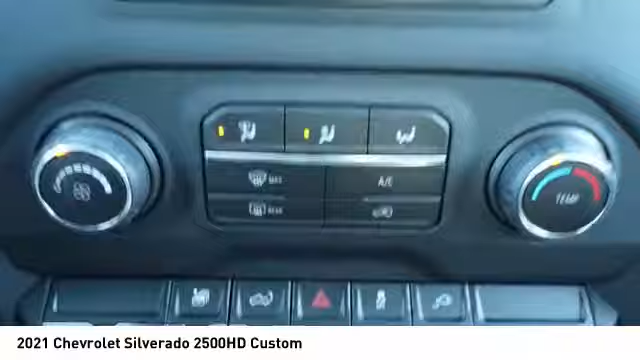 MAX
A/C
REAR
TEMP
2021 Chevrolet Silverado 2500HD Custom